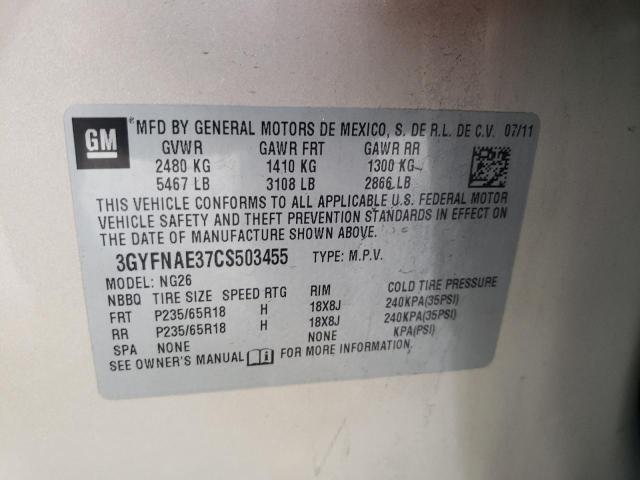 GM
MFD BY GENERAL MOTORS DE MEXICO, S. DE R.L. DE C.V. 07/11
GVWR GAWR FRT GAWR RR
2480 KG 1410 KG 1300 KG
5467 LB 3108 LB 2866 LB
THIS VEHICLE CONFORMS TO ALL APPLICABLE U.S. FEDERAL MOTOR
VEHICLE SAFETY AND THEFT PREVENTION STANDARDS IN EFFECT ON
THE DATE OF MANUFACTURE SHOWN ABOVE.
3GYFNAE37CS503455 TYPE: M.P.V.
MODEL: NG26
NBBQ TIRE SIZE SPEED RTG RIM COLD TIRE PRESSURE
FRT P235/65R18 H 18X8J 240KPA(35PSI)
RR P235/65R18 H 18X8J 240KPA(35PSI)
SPA NONE NONE KPA(PSI)
SEE OWNER'S MANUAL FOR MORE INFORMATION.